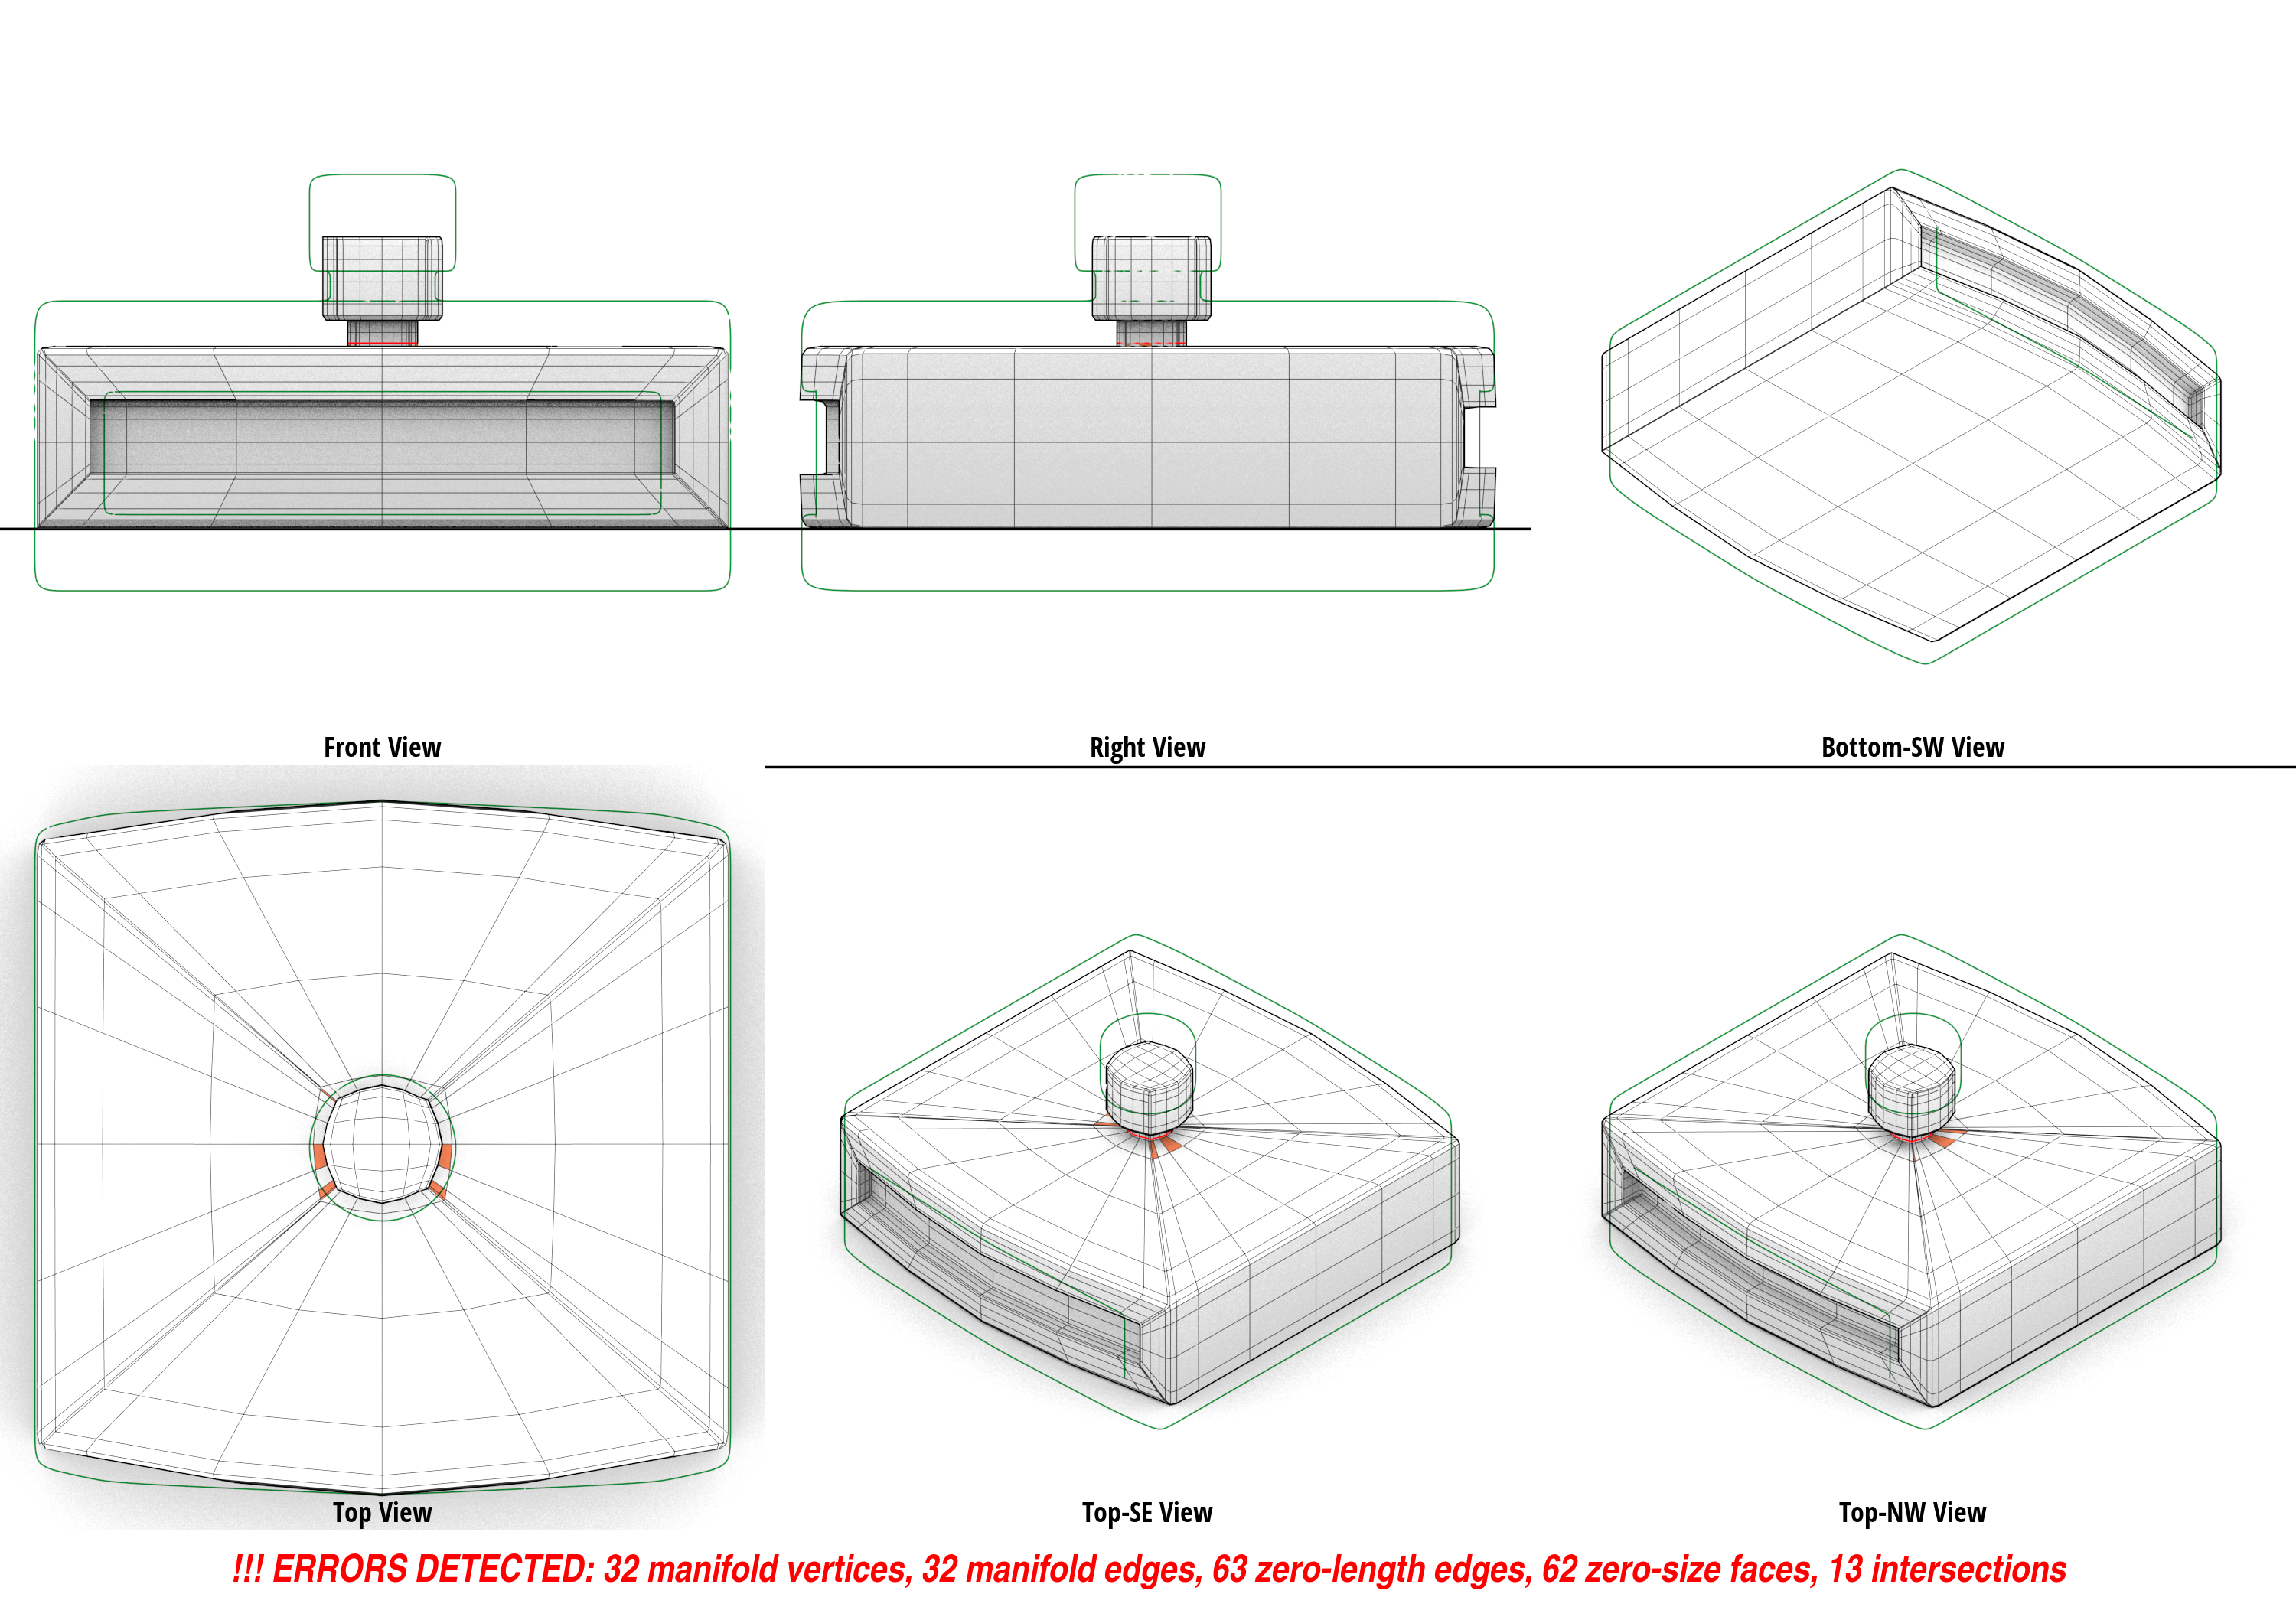 Front View
Right View
Bottom-SW View
Top View
Top-SE View
Top-NW View
!!! ERRORS DETECTED: 32 manifold vertices, 32 manifold edges, 63 zero-length edges, 62 zero-size faces, 13 intersections